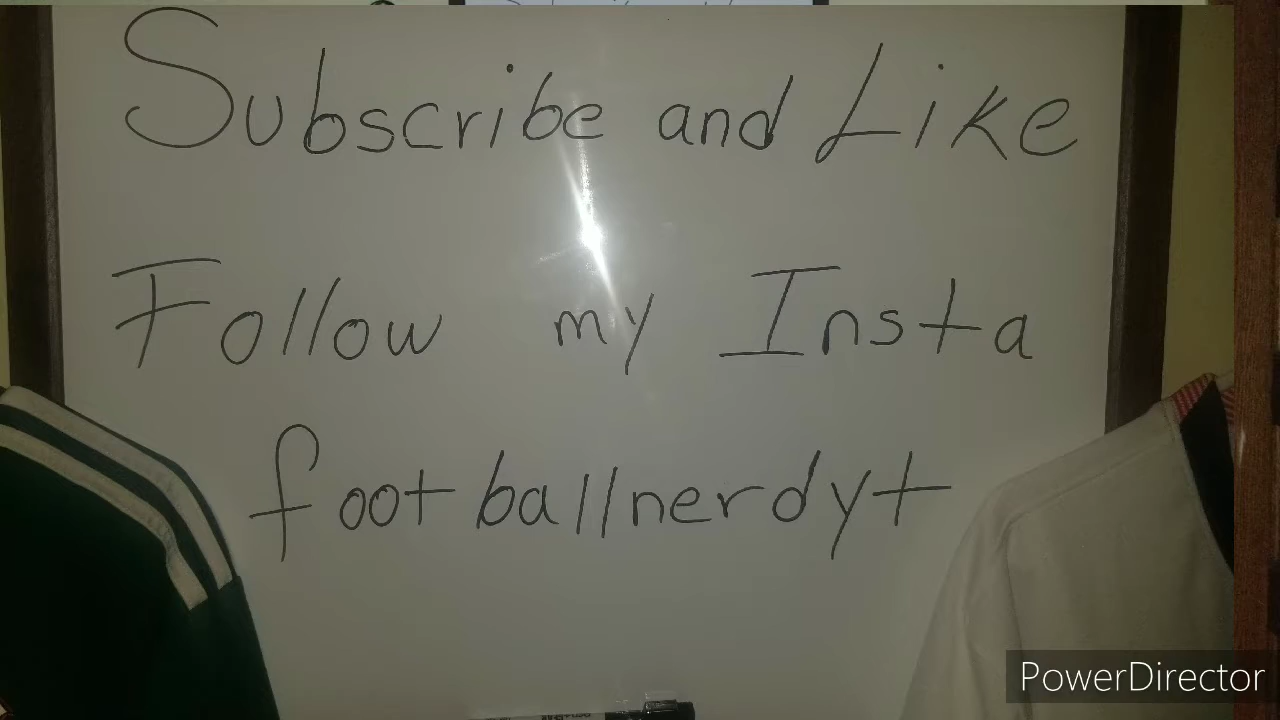 Subscribe and Like
Follow my Insta
footballnerdyt
PowerDirector